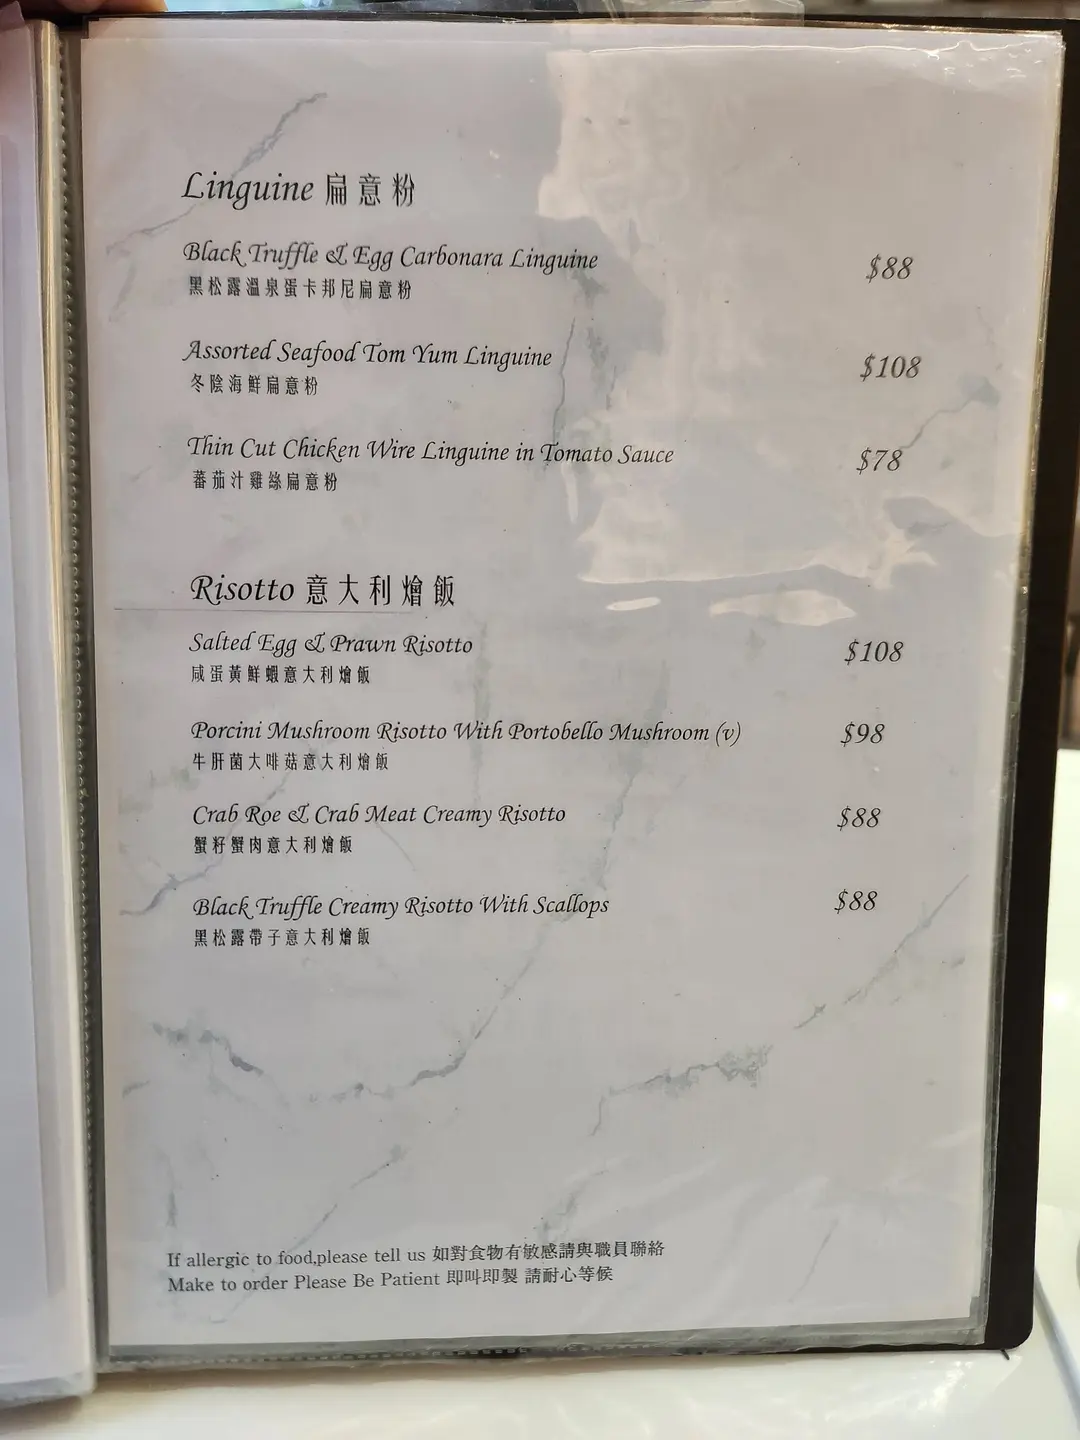 Linguine 扁意粉
Black Truffle & Egg Carbonara Linguine $88
黑松露溫泉蛋卡邦尼扁意粉
Assorted Seafood Tom Yum Linguine $108
冬陰海鮮扁意粉
Thin Cut Chicken Wire Linguine in Tomato Sauce $78
蕃茄汁雞絲扁意粉
Risotto 意大利燴飯
Salted Egg & Prawn Risotto $108
咸蛋黃鮮蝦意大利燴飯
Porcini Mushroom Risotto With Portobello Mushroom (v) $98
牛肝菌大啡菇意大利燴飯
Crab Roe & Crab Meat Creamy Risotto $88
蟹籽蟹肉意大利燴飯
Black Truffle Creamy Risotto With Scallops $88
黑松露帶子意大利燴飯
If allergic to food,please tell us 如對食物有敏感請與職員聯絡
Make to order Please Be Patient 即叫即製 請耐心等候